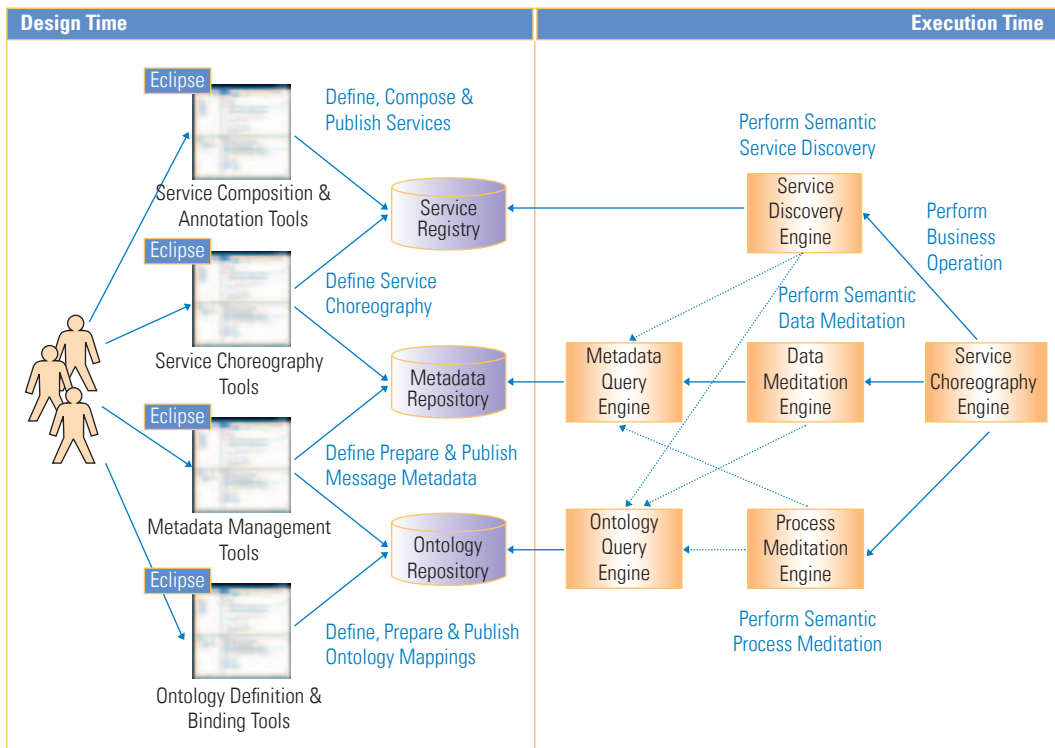 Design Time
Execution Time
Eclipse
Define, Compose &
Publish Services
Service Composition &
Annotation Tools
Service
Registry
Perform Semantic
Service Discovery
Service
Discovery
Engine
Perform
Business
Operation
Eclipse
Define Service
Choreography
Service Choreography
Tools
Metadata
Repository
Perform Semantic
Data Meditation
Metadata
Query
Engine
Data
Meditation
Engine
Service
Choreography
Engine
Eclipse
Define Prepare & Publish
Message Metadata
Metadata Management
Tools
Ontology
Repository
Ontology
Query
Engine
Process
Meditation
Engine
Eclipse
Define, Prepare & Publish
Ontology Mappings
Perform Semantic
Process Meditation
Ontology Definition &
Binding Tools